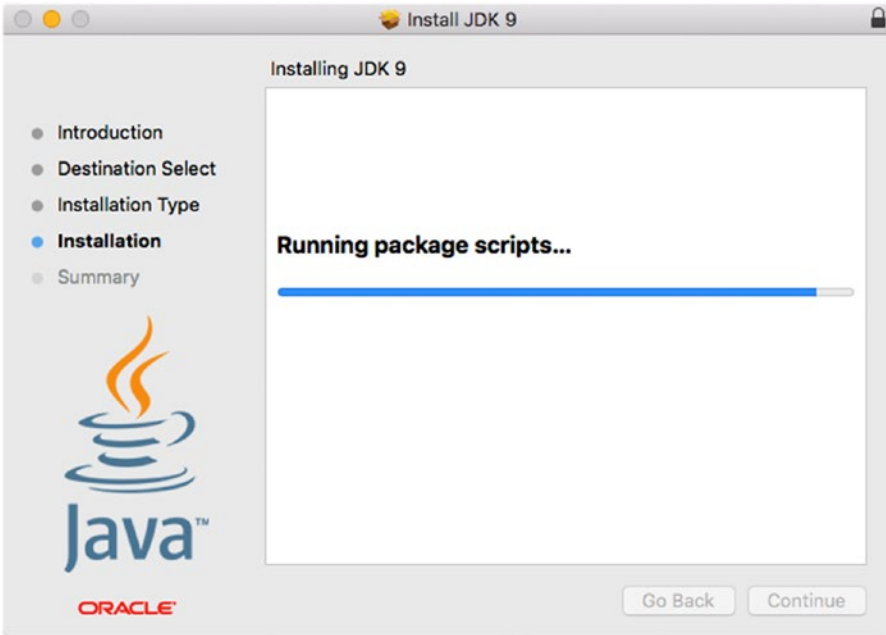 Install JDK 9
Installing JDK 9
Introduction
Destination Select
Installation Type
Installation
Summary
Running package scripts...
Java™
ORACLE®
Go Back
Continue